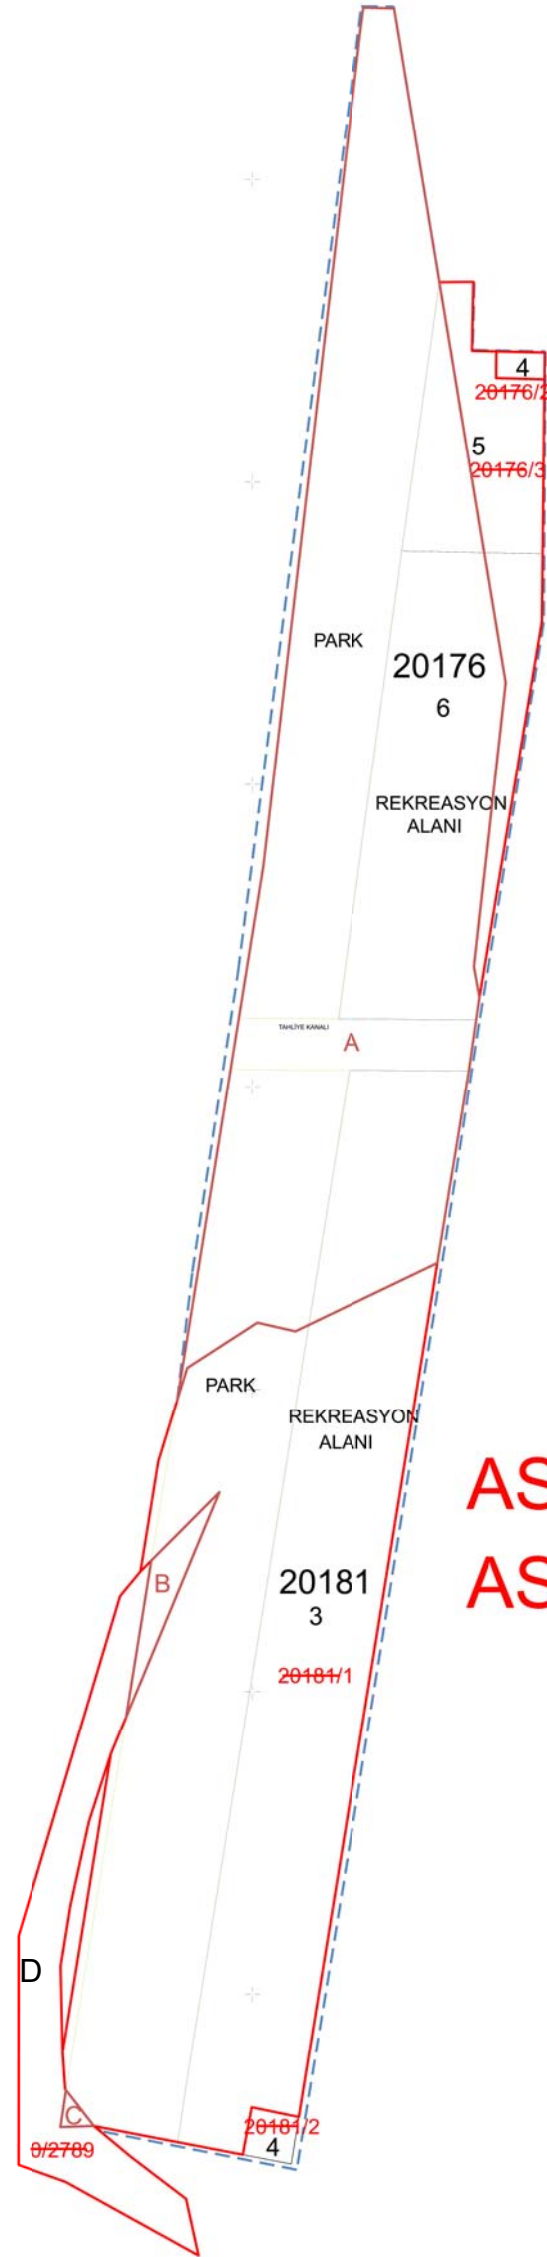 4
20176/2
5
20176/3
PARK
20176
6
REKREASYON
ALANI
TAHLİYE KANALI
A
PARK
REKREASYON
ALANI
AS
AS
B
20181
3
20181/1
D
C
20181/2
0/2789
4